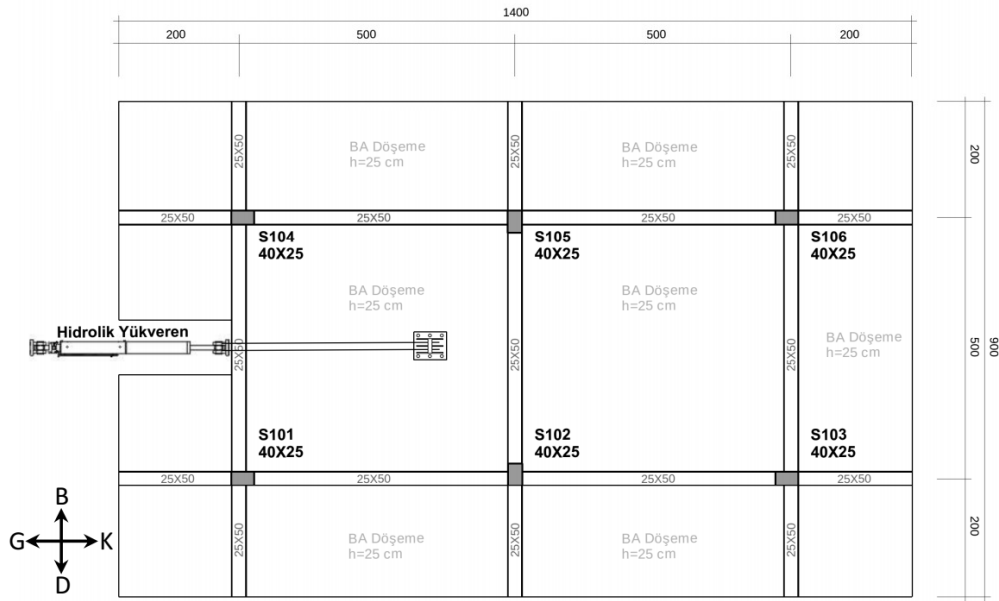 1400
200
500
500
200
25X50
25X50
25X50
BA Döşeme
h=25 cm
BA Döşeme
h=25 cm
200
25X50
25X50
25X50
25X50
S104
40X25
S105
40X25
S106
40X25
BA Döşeme
h=25 cm
BA Döşeme
h=25 cm
Hidrolik Yükveren
25X50
25X50
25X50
BA Döşeme
h=25 cm
500
900
S101
40X25
S102
40X25
S103
40X25
25X50
25X50
25X50
25X50
B
G
K
D
25X50
25X50
25X50
BA Döşeme
h=25 cm
BA Döşeme
h=25 cm
200